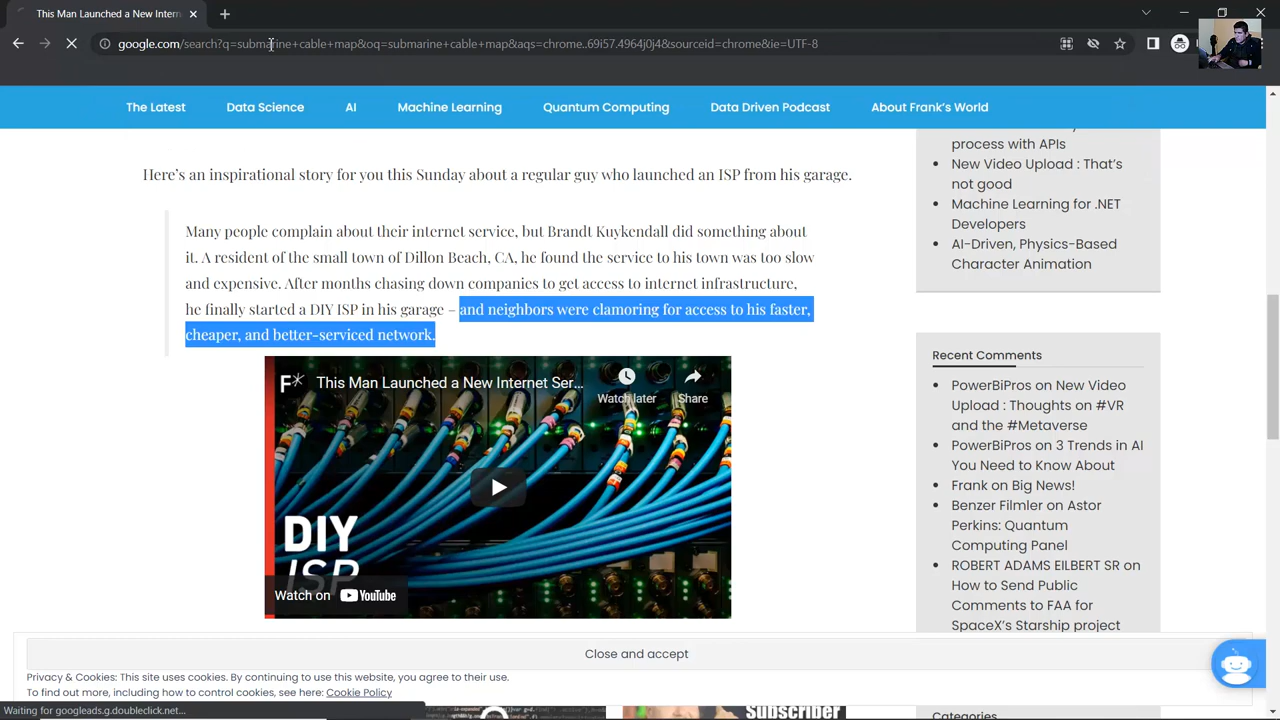 This Man Launched a New Intern
google.com/search?q=submarine+cable+map&oq=submarine+cable+map&aqs=chrome..69i57.4964j0j4&sourceid=chrome&ie=UTF-8
The Latest Data Science AI Machine Learning Quantum Computing Data Driven Podcast About Frank's World
Here's an inspirational story for you this Sunday about a regular guy who launched an ISP from his garage.
Many people complain about their internet service, but Brandt Kuykendall did something about
it. A resident of the small town of Dillon Beach, CA, he found the service to his town was too slow
and expensive. After months chasing down companies to get access to internet infrastructure,
he finally started a DIY ISP in his garage – and neighbors were clamoring for access to his faster,
cheaper, and better-serviced network.
F* This Man Launched a New Internet Ser...
Watch later Share
DIY
ISP
Watch on YouTube
process with APIs
New Video Upload : That's
not good
Machine Learning for .NET
Developers
AI-Driven, Physics-Based
Character Animation
Recent Comments
PowerBiPros on New Video
Upload : Thoughts on #VR
and the #Metaverse
PowerBiPros on 3 Trends in AI
You Need to Know About
Frank on Big News!
Benzer Filmler on Astor
Perkins: Quantum
Computing Panel
ROBERT ADAMS EILBERT SR on
How to Send Public
Comments to FAA for
SpaceX's Starship project
Categories
Close and accept
Privacy & Cookies: This site uses cookies. By continuing to use this website, you agree to their use.
To find out more, including how to control cookies, see here: Cookie Policy
Waiting for googleads.g.doubleclick.net...
Subscriber